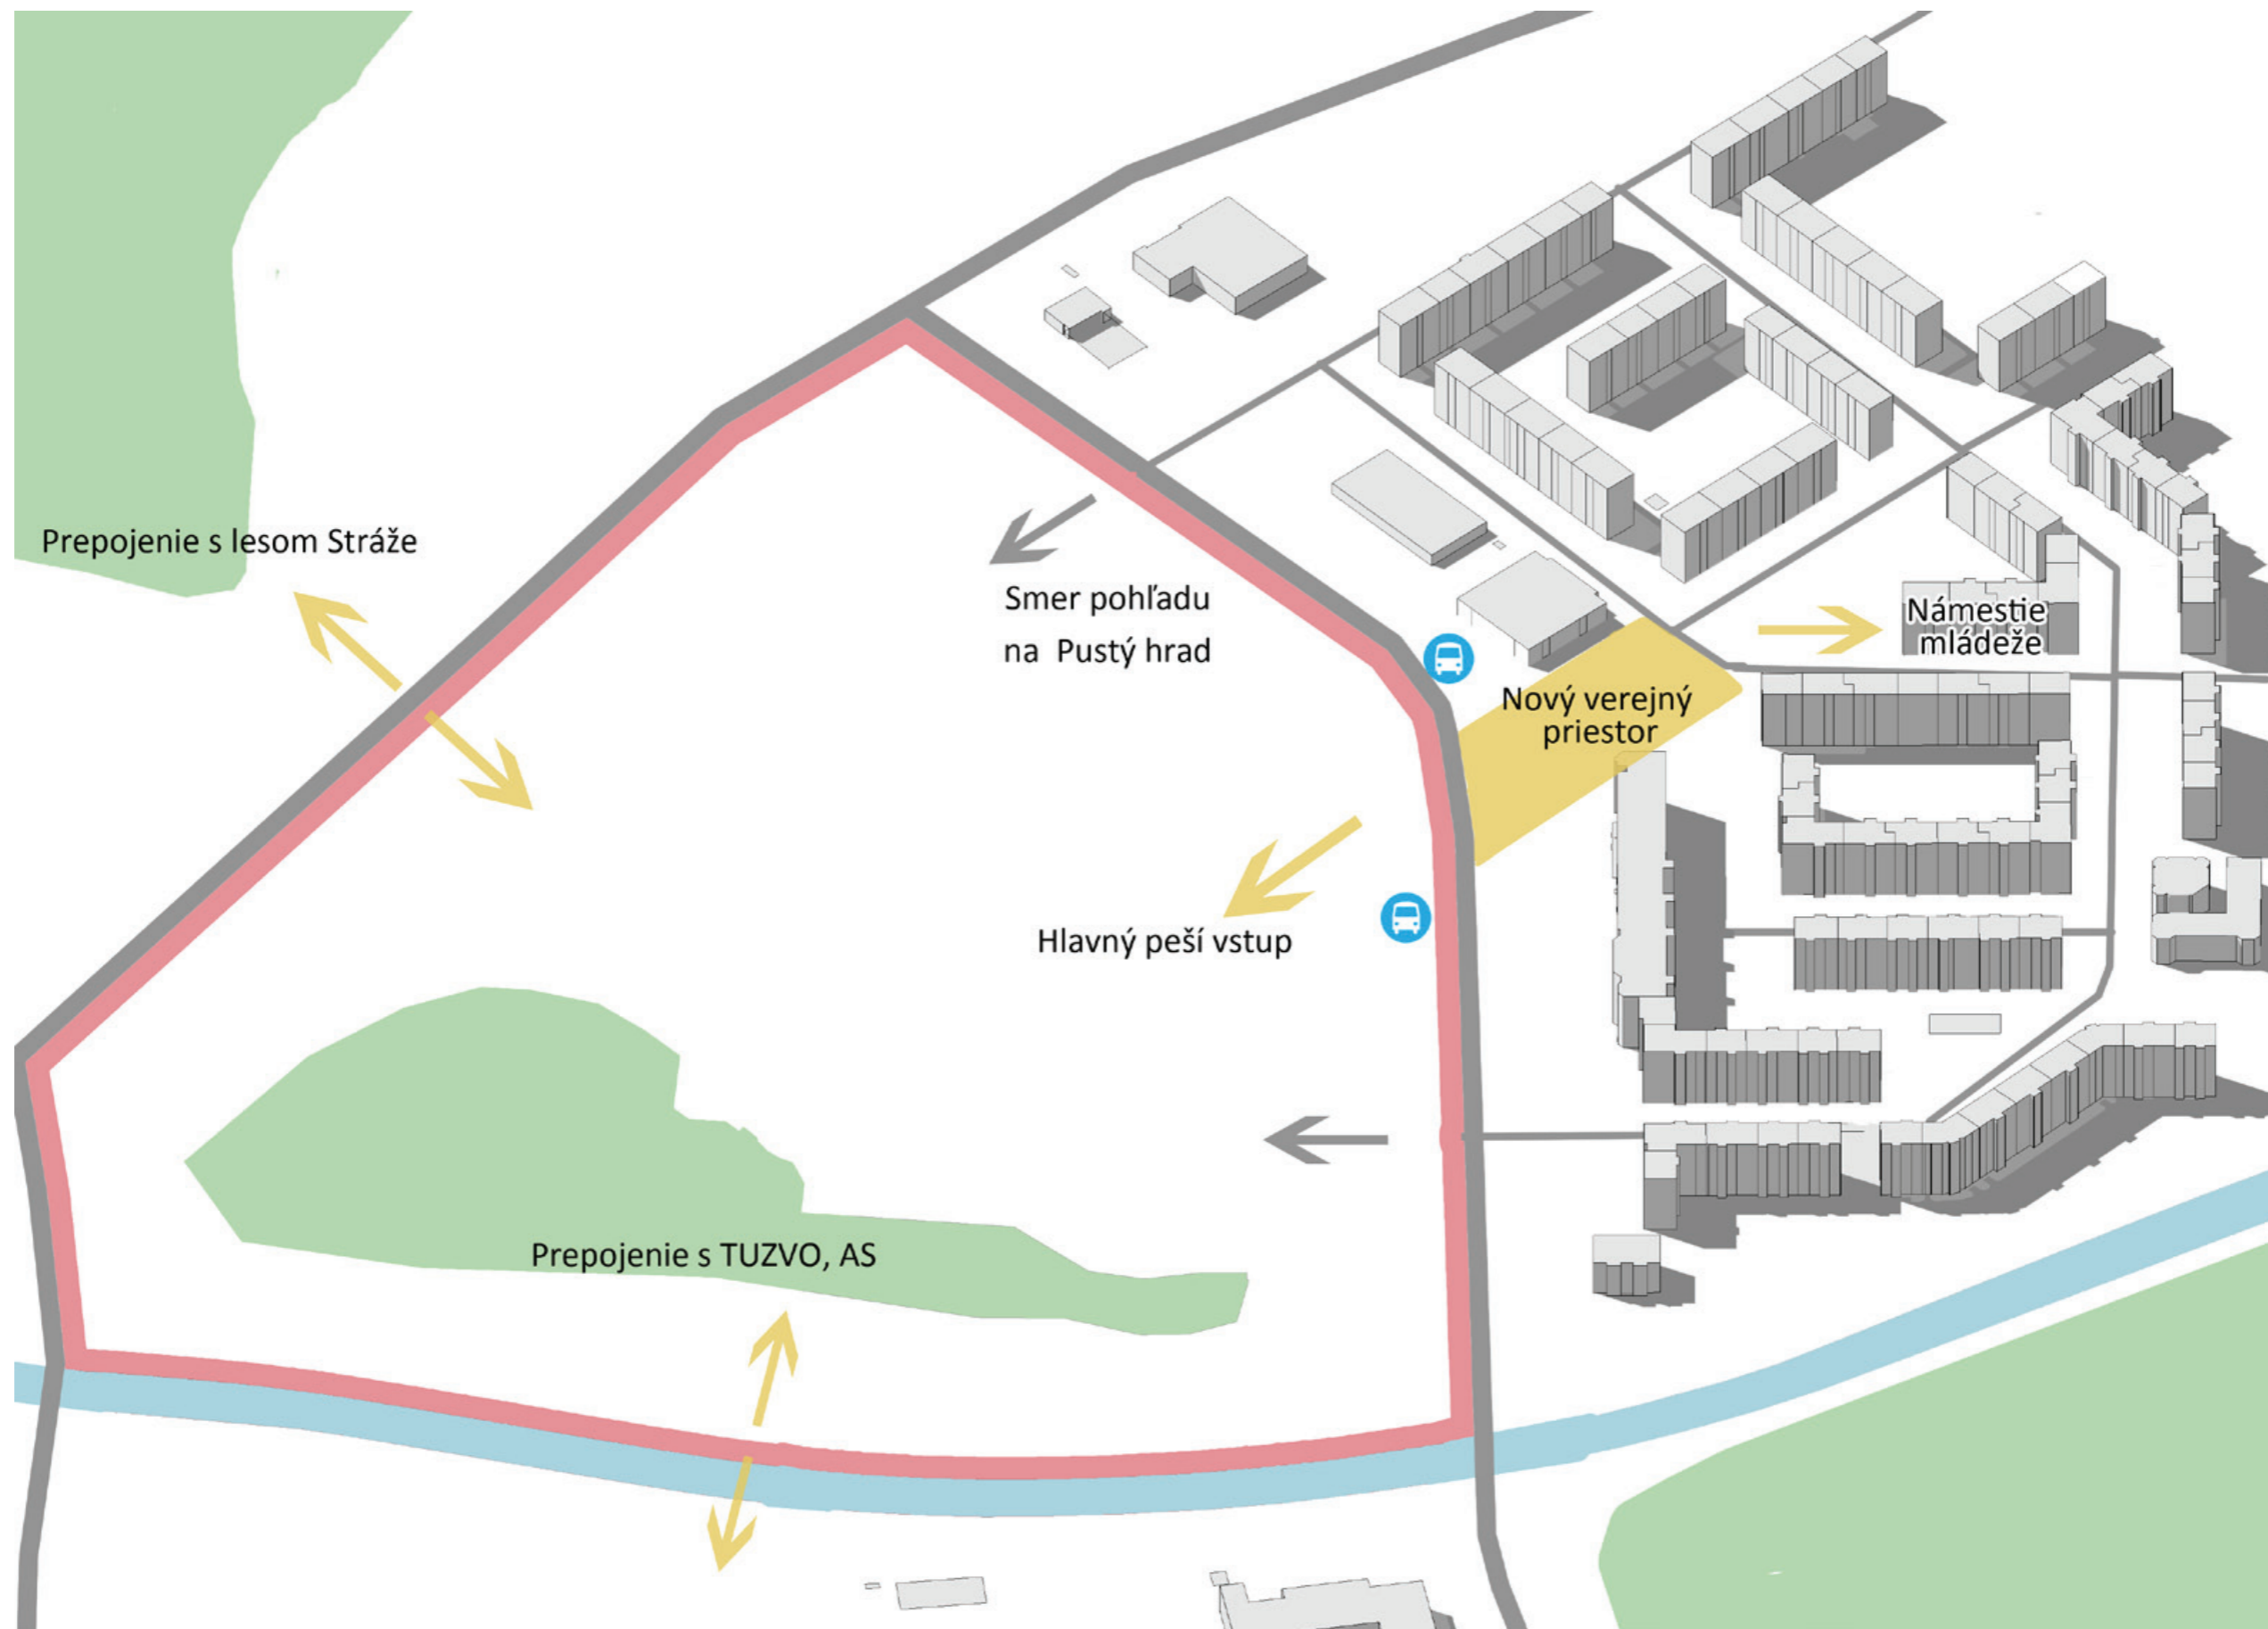 Prepojenie s lesom Stráže
Smer pohľadu
na Pustý hrad
Námestie
mládeže
Nový verejný
priestor
Hlavný peší vstup
Prepojenie s TUZVO, AS